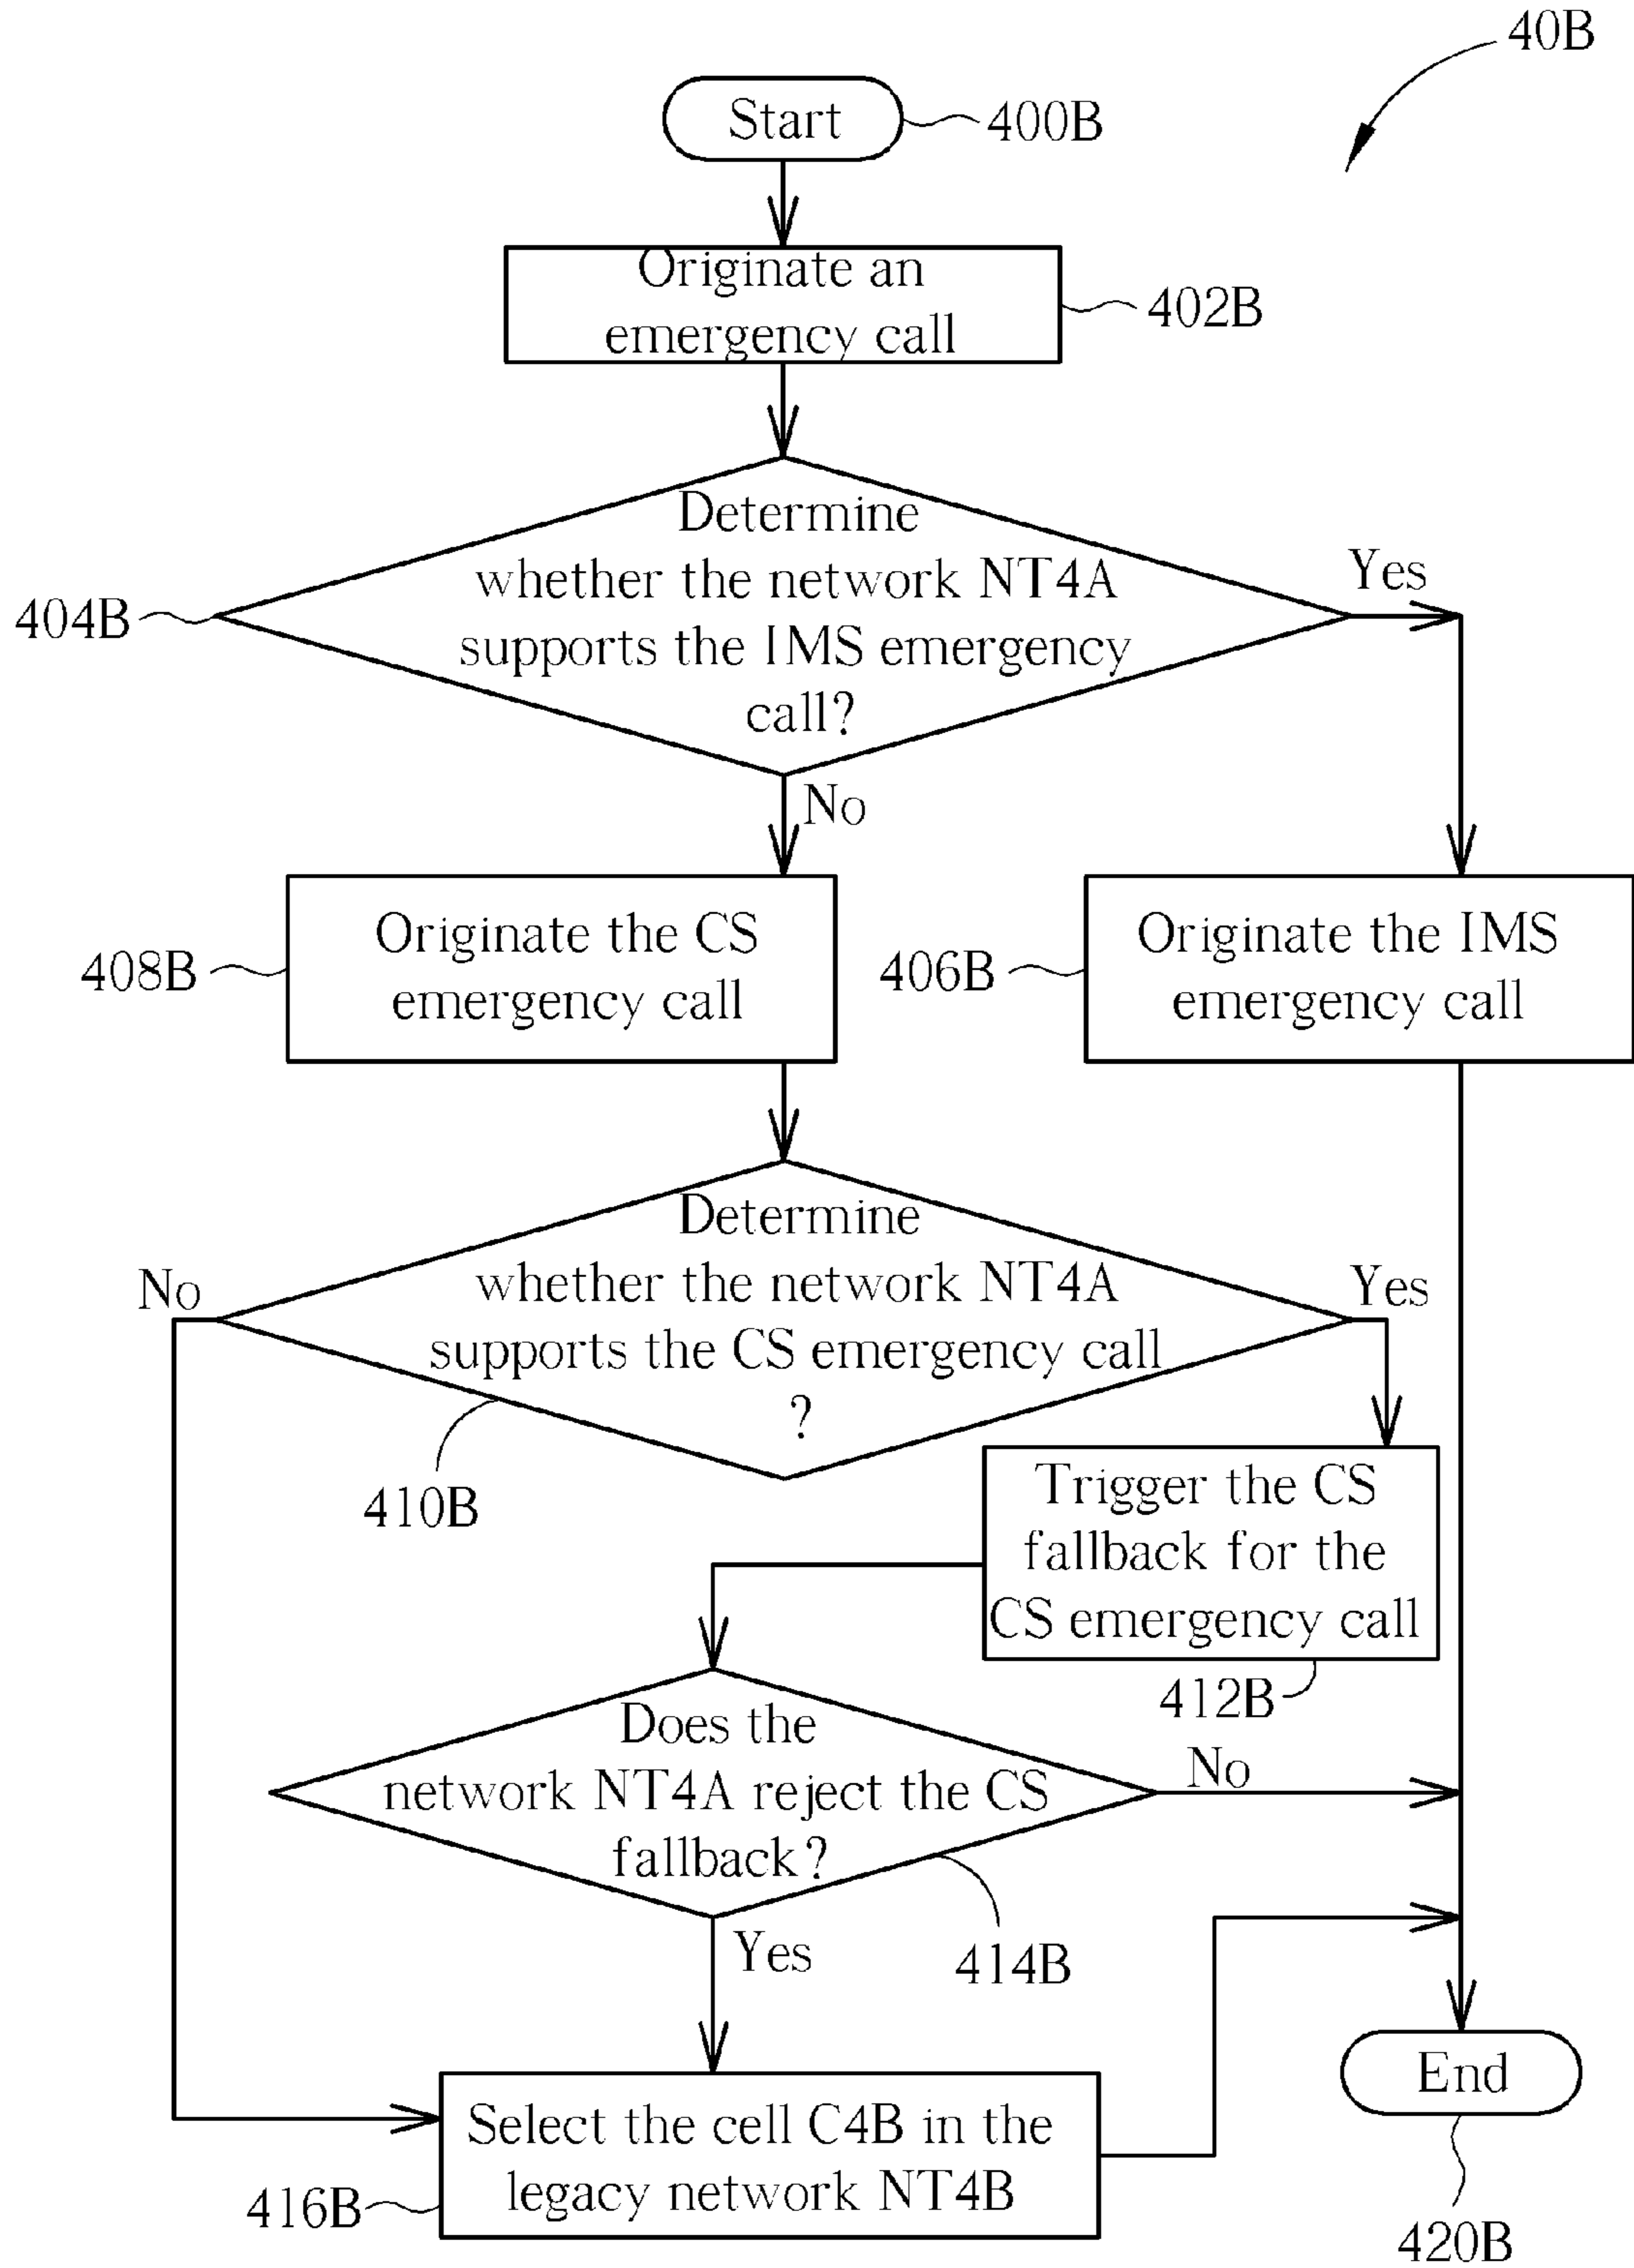 40B
Start
400B
Originate an
emergency call
402B
Determine
whether the network NT4A
supports the IMS emergency
call?
404B
Yes
No
Originate the CS
emergency call
408B
Originate the IMS
emergency call
406B
Determine
whether the network NT4A
supports the CS emergency call
?
No
Yes
410B
Trigger the CS
fallback for the
CS emergency call
412B
Does the
network NT4A reject the CS
fallback?
No
Yes
414B
Select the cell C4B in the
legacy network NT4B
416B
End
420B